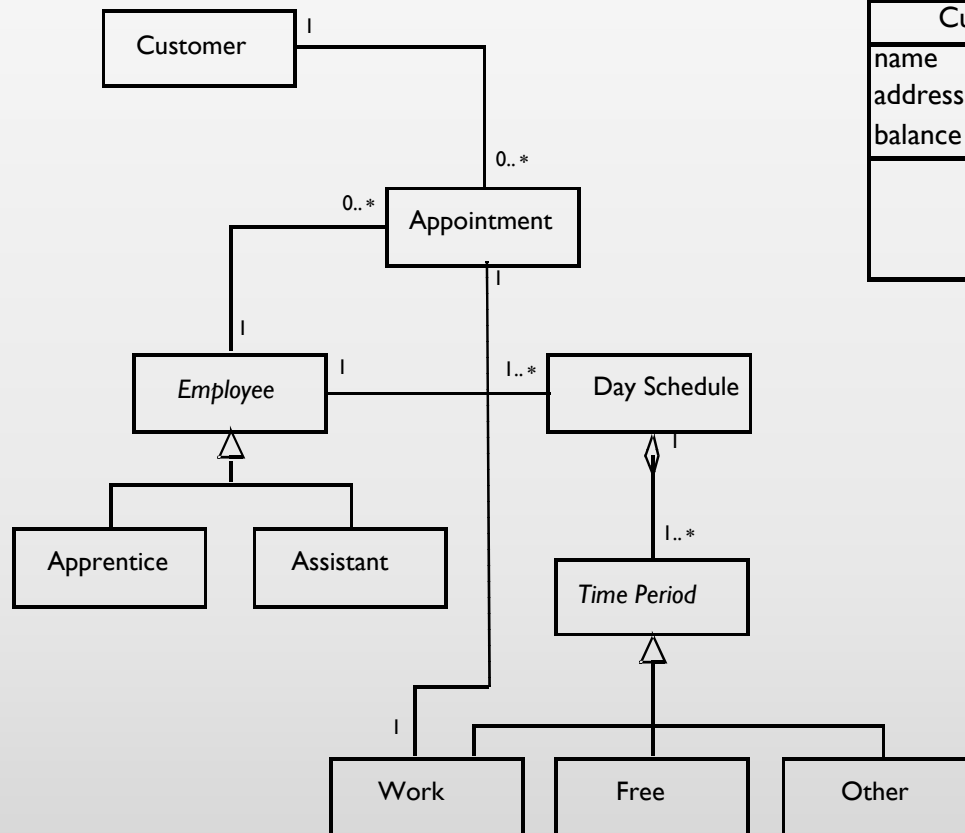 Customer
1
Cu
name
address
balance
0..*
0..*
Appointment
1
1
Employee
1
1..*
Day Schedule
1
Apprentice
Assistant
1..*
Time Period
1
Work
Free
Other